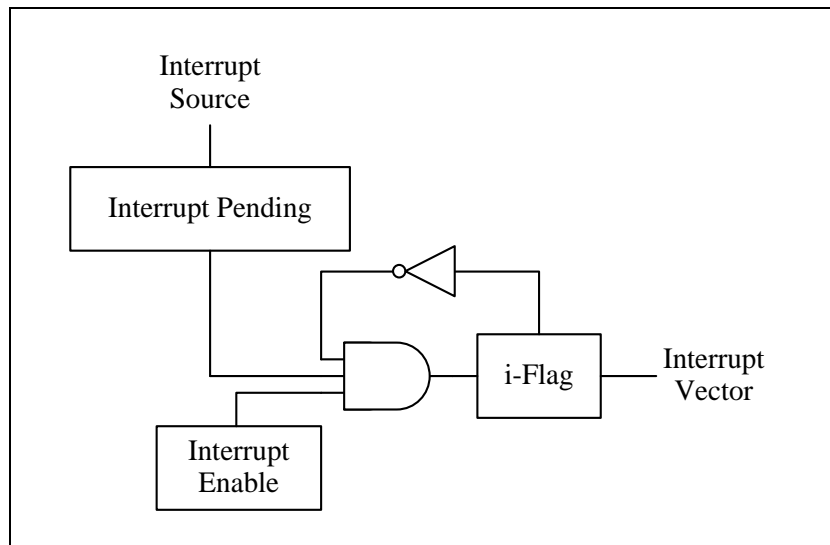 Interrupt
Source
Interrupt Pending
i-Flag
Interrupt
Vector
Interrupt
Enable